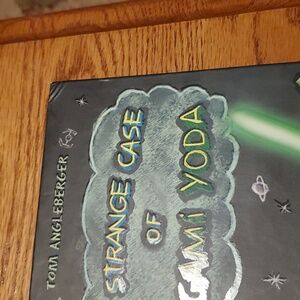 TOM ANGLEBERGER
STRANGE CASE
OF
GAMI YODA